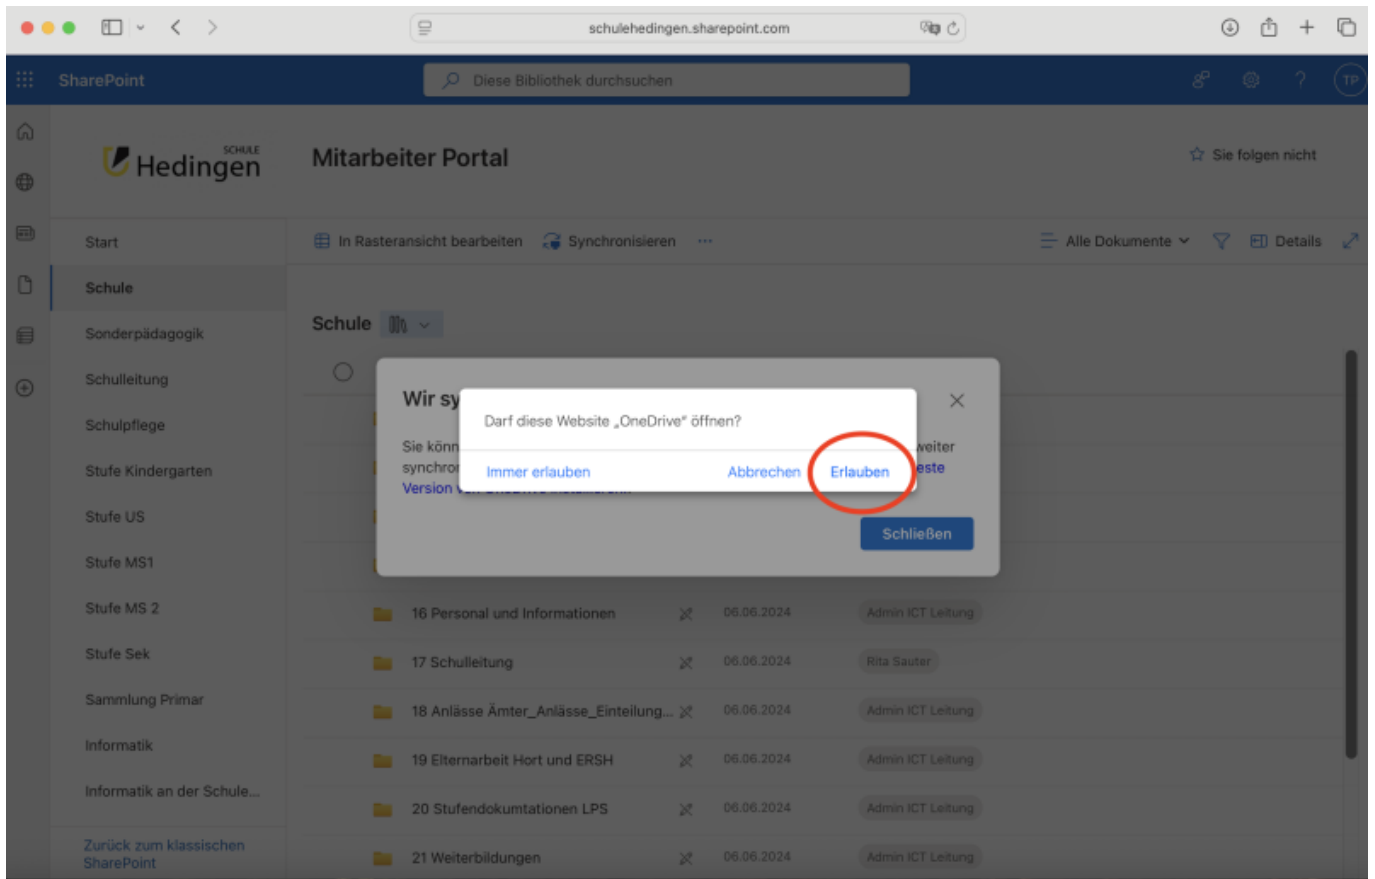 schulehedingen.sharepoint.com
SharePoint
Diese Bibliothek durchsuchen
TP
SCHULE
Hedingen
Mitarbeiter Portal
Sie folgen nicht
Start
In Rasteransicht bearbeiten
Synchronisieren
Alle Dokumente
Details
Schule
Schule
Sonderpädagogik
Schulleitung
Schulpflege
Stufe Kindergarten
Stufe US
Stufe MS1
Stufe MS 2
Stufe Sek
Sammlung Primar
Informatik
Informatik an der Schule...
Zurück zum klassischen
SharePoint
Wir sy
Darf diese Website „OneDrive“ öffnen?
Sie könn
weiter
synchror
Immer erlauben
Abbrechen
Erlauben
este
Version
Schließen
16 Personal und Informationen
06.06.2024
Admin ICT Leitung
17 Schulleitung
06.06.2024
Rita Sauter
18 Anlässe Ämter_Anlässe_Einteilung...
06.06.2024
Admin ICT Leitung
19 Elternarbeit Hort und ERSH
06.06.2024
Admin ICT Leitung
20 Stufendokumtationen LPS
06.06.2024
Admin ICT Leitung
21 Weiterbildungen
06.06.2024
Admin ICT Leitung